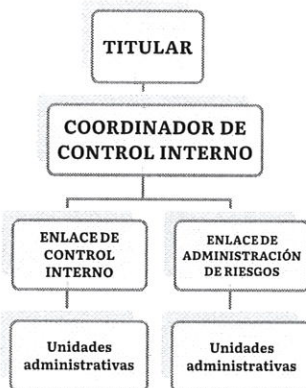 TITULAR
COORDINADOR DE
CONTROL INTERNO
ENLACE DE
CONTROL
INTERNO
ENLACE DE
ADMINISTRACIÓN
DE RIESGOS
Unidades
administrativas
Unidades
administrativas